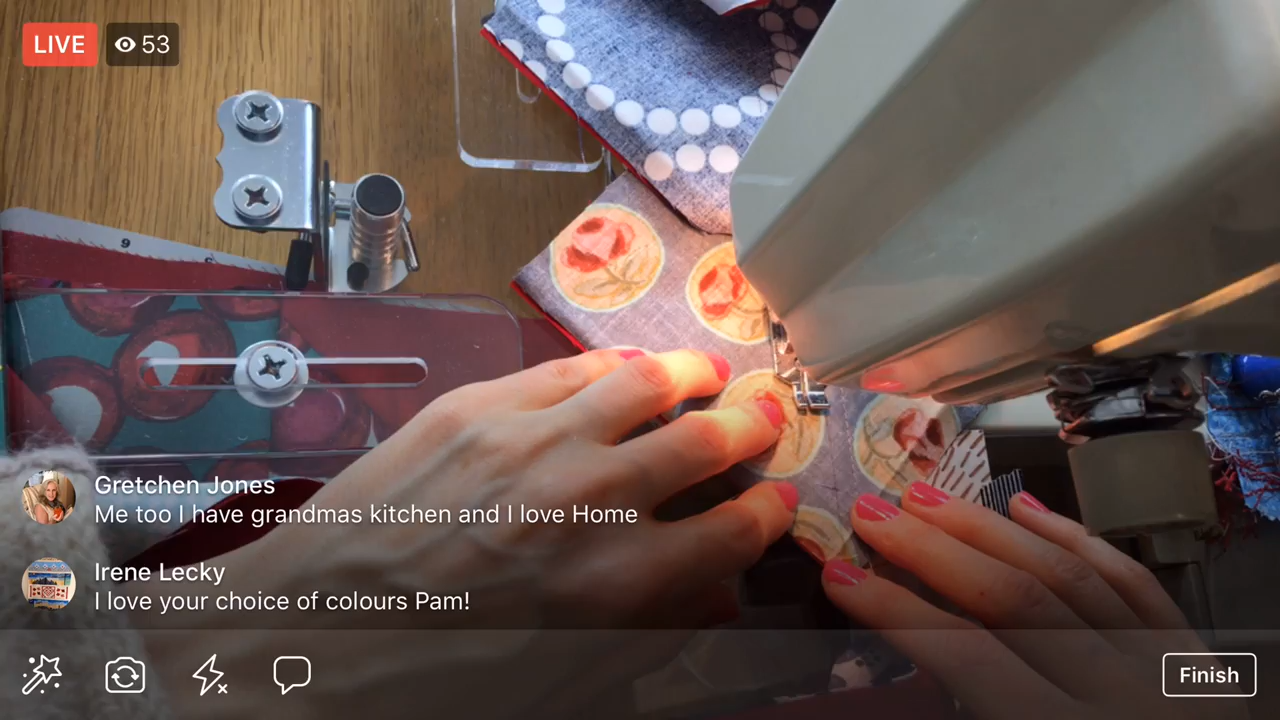 LIVE 53
9
Gretchen Jones
Me too I have grandmas kitchen and I love Home
Irene Lecky
I love your choice of colours Pam!
Finish